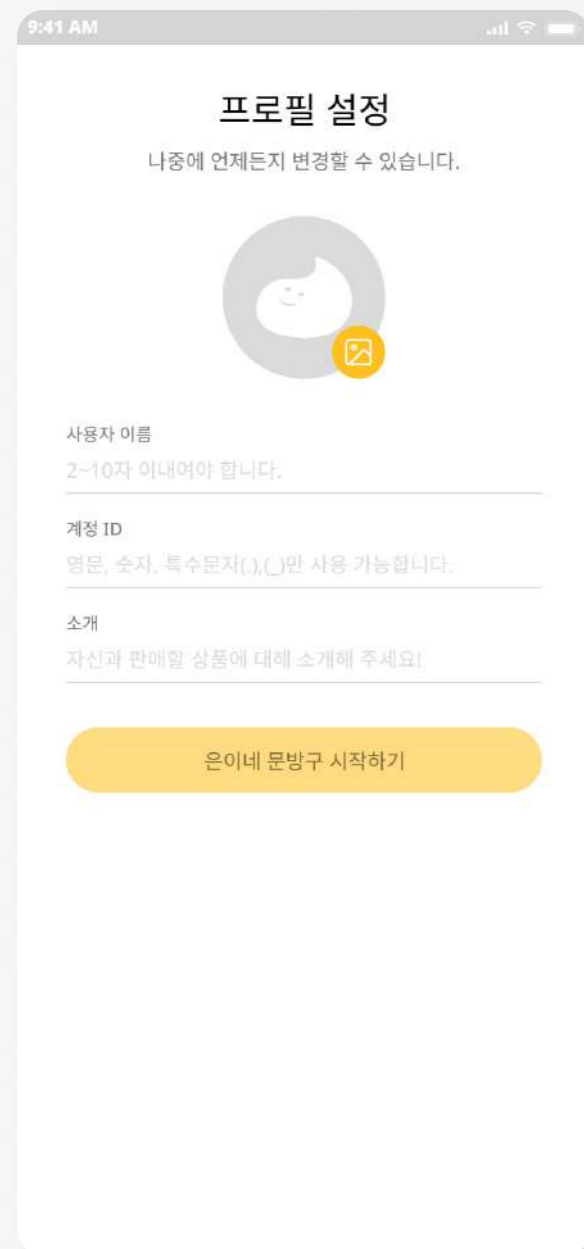 9:41 AM
프로필 설정
나중에 언제든지 변경할 수 있습니다.
사용자 이름
2~10자 이내여야 합니다.
계정 ID
영문, 숫자, 특수문자(.),(_)만 사용 가능합니다.
소개
자신과 판매할 상품에 대해 소개해 주세요!
은이네 문방구 시작하기